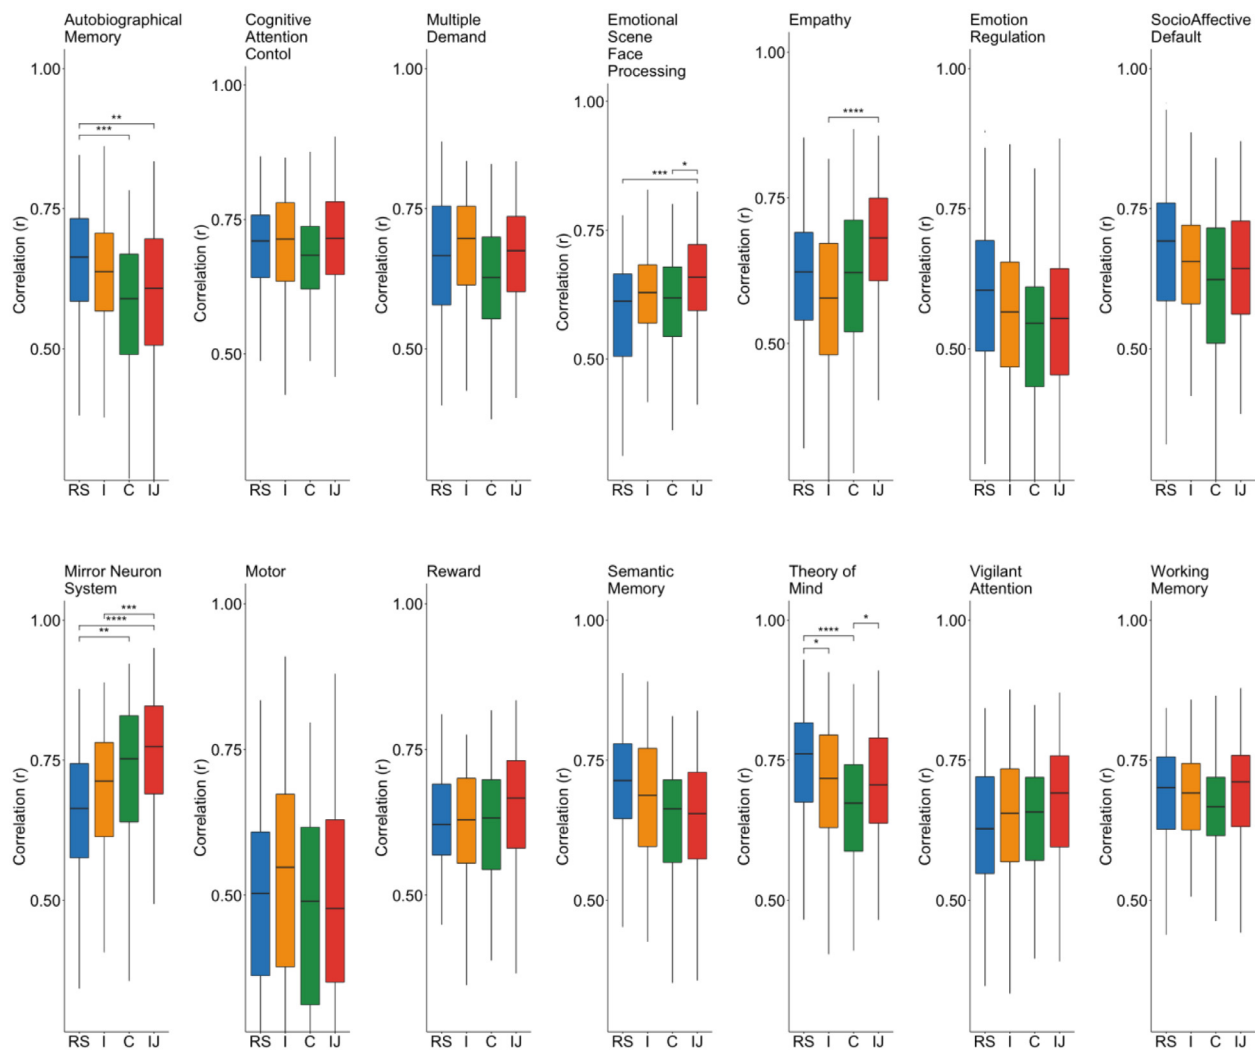 Autobiographical
Memory
1.00
0.75
0.50
Correlation (r)
**
***
RS I C IJ
Cognitive
Attention
Contol
1.00
0.75
0.50
Correlation (r)
RS I C IJ
Multiple
Demand
1.00
0.75
0.50
Correlation (r)
RS I C IJ
Emotional
Scene
Face
Processing
1.00
0.75
0.50
Correlation (r)
*
***
RS I C IJ
Empathy
1.00
0.75
0.50
Correlation (r)
****
RS I C IJ
Emotion
Regulation
1.00
0.75
0.50
Correlation (r)
RS I C IJ
SocioAffective
Default
1.00
0.75
0.50
Correlation (r)
RS I C IJ
Mirror Neuron
System
1.00
0.75
0.50
Correlation (r)
***
****
**
RS I C IJ
Motor
1.00
0.75
0.50
Correlation (r)
RS I C IJ
Reward
1.00
0.75
0.50
Correlation (r)
RS I C IJ
Semantic
Memory
1.00
0.75
0.50
Correlation (r)
RS I C IJ
Theory of
Mind
1.00
0.75
0.50
Correlation (r)
*
****
*
RS I C IJ
Vigilant
Attention
1.00
0.75
0.50
Correlation (r)
RS I C IJ
Working
Memory
1.00
0.75
0.50
Correlation (r)
RS I C IJ